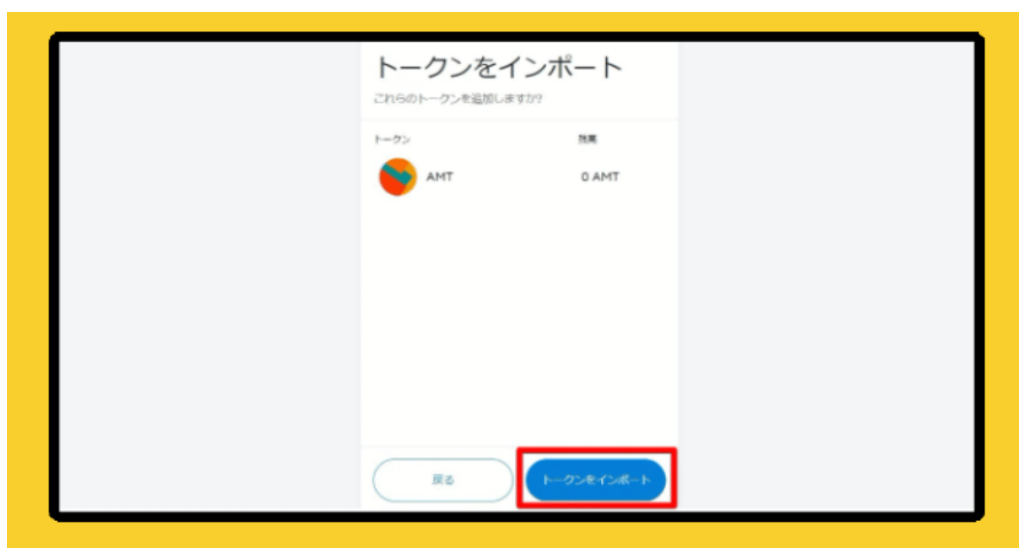 トークンをインポート
これらのトークンを追加しますか?
トークン 残高
AMT 0 AMT
戻る トークンをインポート